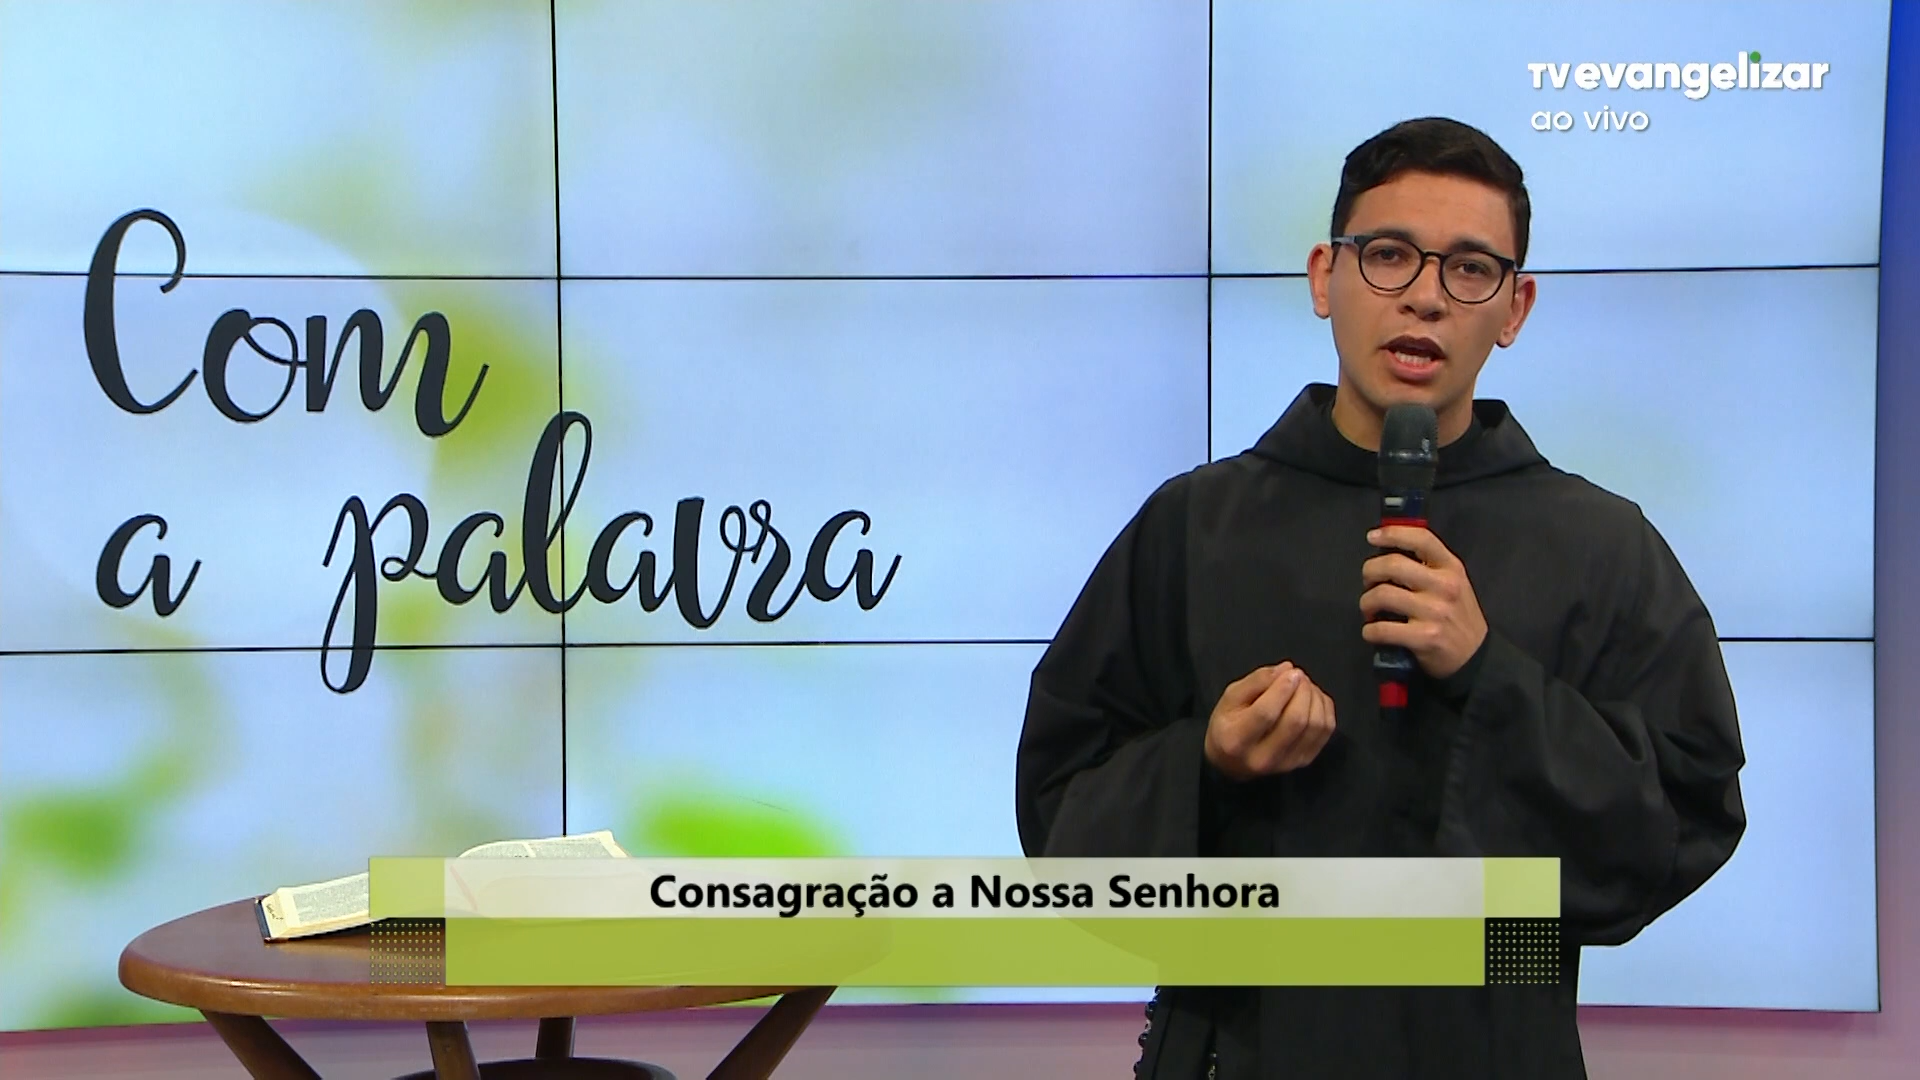 TV evangelizar
ao vivo
Com
a palavra
Consagração a Nossa Senhora